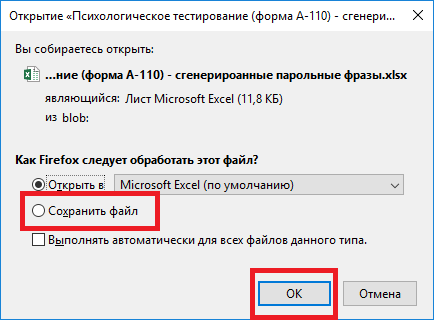 Открытие «Психологическое тестирование (форма А-110) - сгенери...
Вы собираетесь открыть:
...ние (форма А-110) - сгенерироанные парольные фразы.xlsx
являющийся: Лист Microsoft Excel (11,8 КБ)
из blob:
Как Firefox следует обработать этот файл?
Открыть в Microsoft Excel (по умолчанию)
Сохранить файл
Выполнять автоматически для всех файлов данного типа.
ОК Отмена